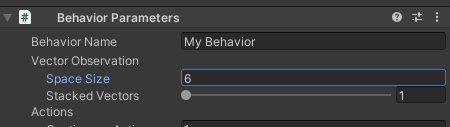 Behavior Parameters
Behavior Name My Behavior
Vector Observation
Space Size 6
Stacked Vectors 1
Actions